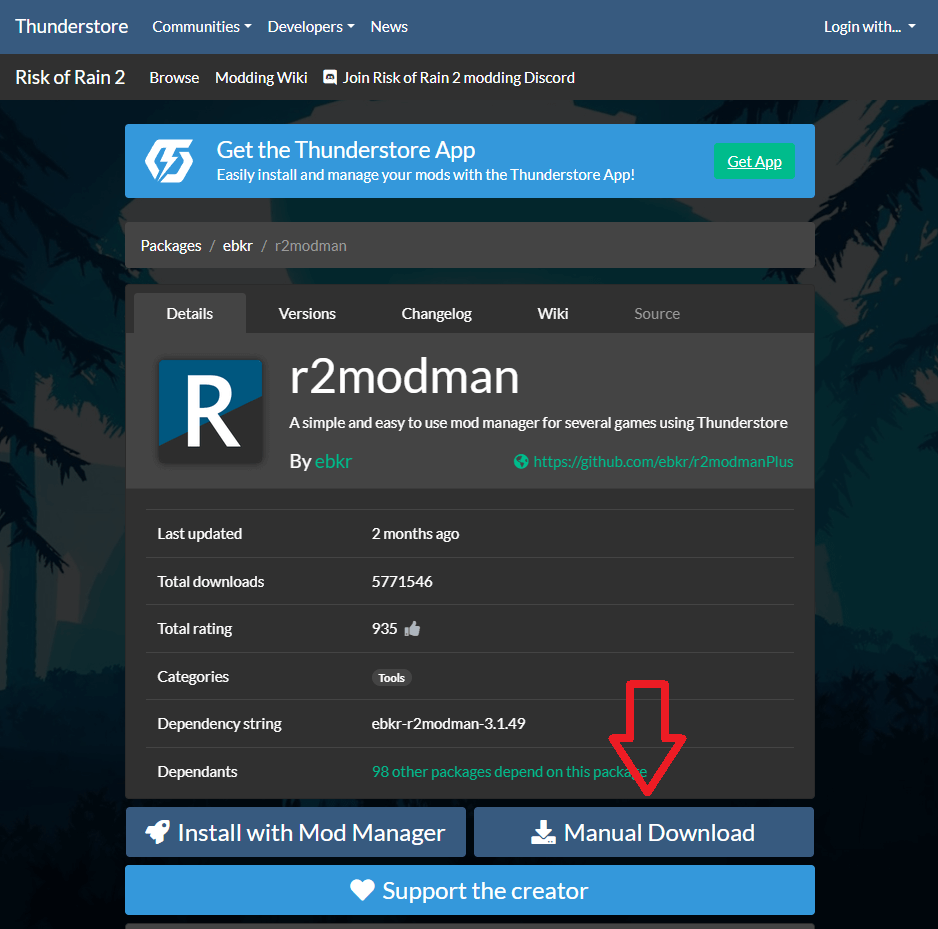 Thunderstore Communities Developers News Login with...
Risk of Rain 2 Browse Modding Wiki Join Risk of Rain 2 modding Discord
Get the Thunderstore App
Easily install and manage your mods with the Thunderstore App!
Get App
Packages / ebkr / r2modman
Details Versions Changelog Wiki Source
R
r2modman
A simple and easy to use mod manager for several games using Thunderstore
By ebkr https://github.com/ebkr/r2modmanPlus
Last updated 2 months ago
Total downloads 5771546
Total rating 935
Categories Tools
Dependency string ebkr-r2modman-3.1.49
Dependants 98 other packages depend on this package
Install with Mod Manager Manual Download
Support the creator